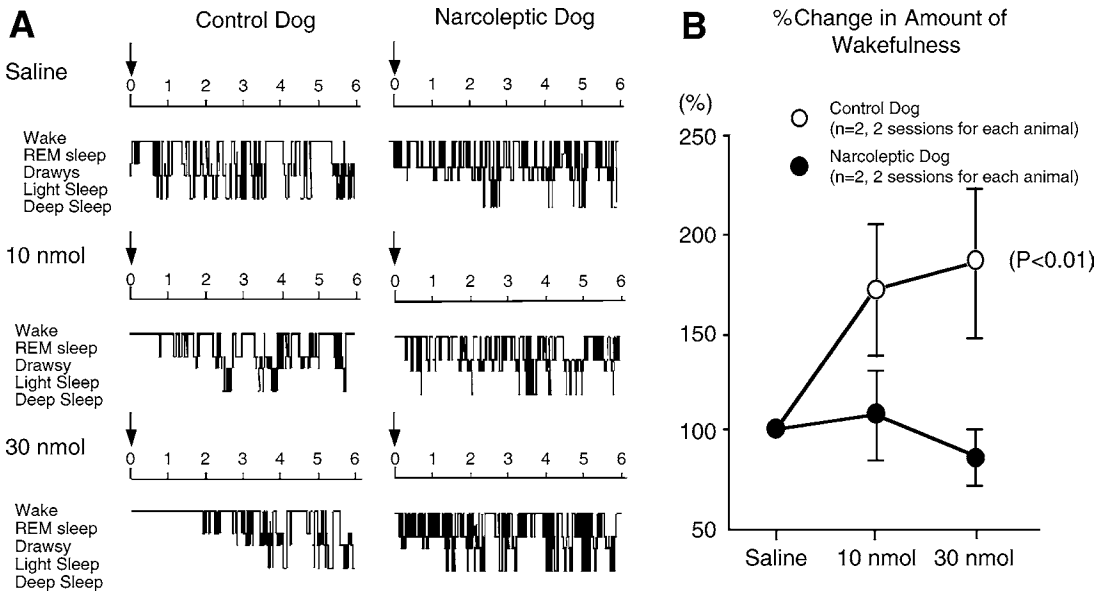 A
Control Dog
Narcoleptic Dog
Saline
0 1 2 3 4 5 6
0 1 2 3 4 5 6
Wake
REM sleep
Drawys
Light Sleep
Deep Sleep
10 nmol
0 1 2 3 4 5 6
0 1 2 3 4 5 6
Wake
REM sleep
Drawsy
Light Sleep
Deep Sleep
30 nmol
0 1 2 3 4 5 6
0 1 2 3 4 5 6
Wake
REM sleep
Drawsy
Light Sleep
Deep Sleep
B
%Change in Amount of
Wakefulness
(%)
Control Dog
(n=2, 2 sessions for each animal)
Narcoleptic Dog
(n=2, 2 sessions for each animal)
250
200
150
100
50
(P<0.01)
Saline 10 nmol 30 nmol